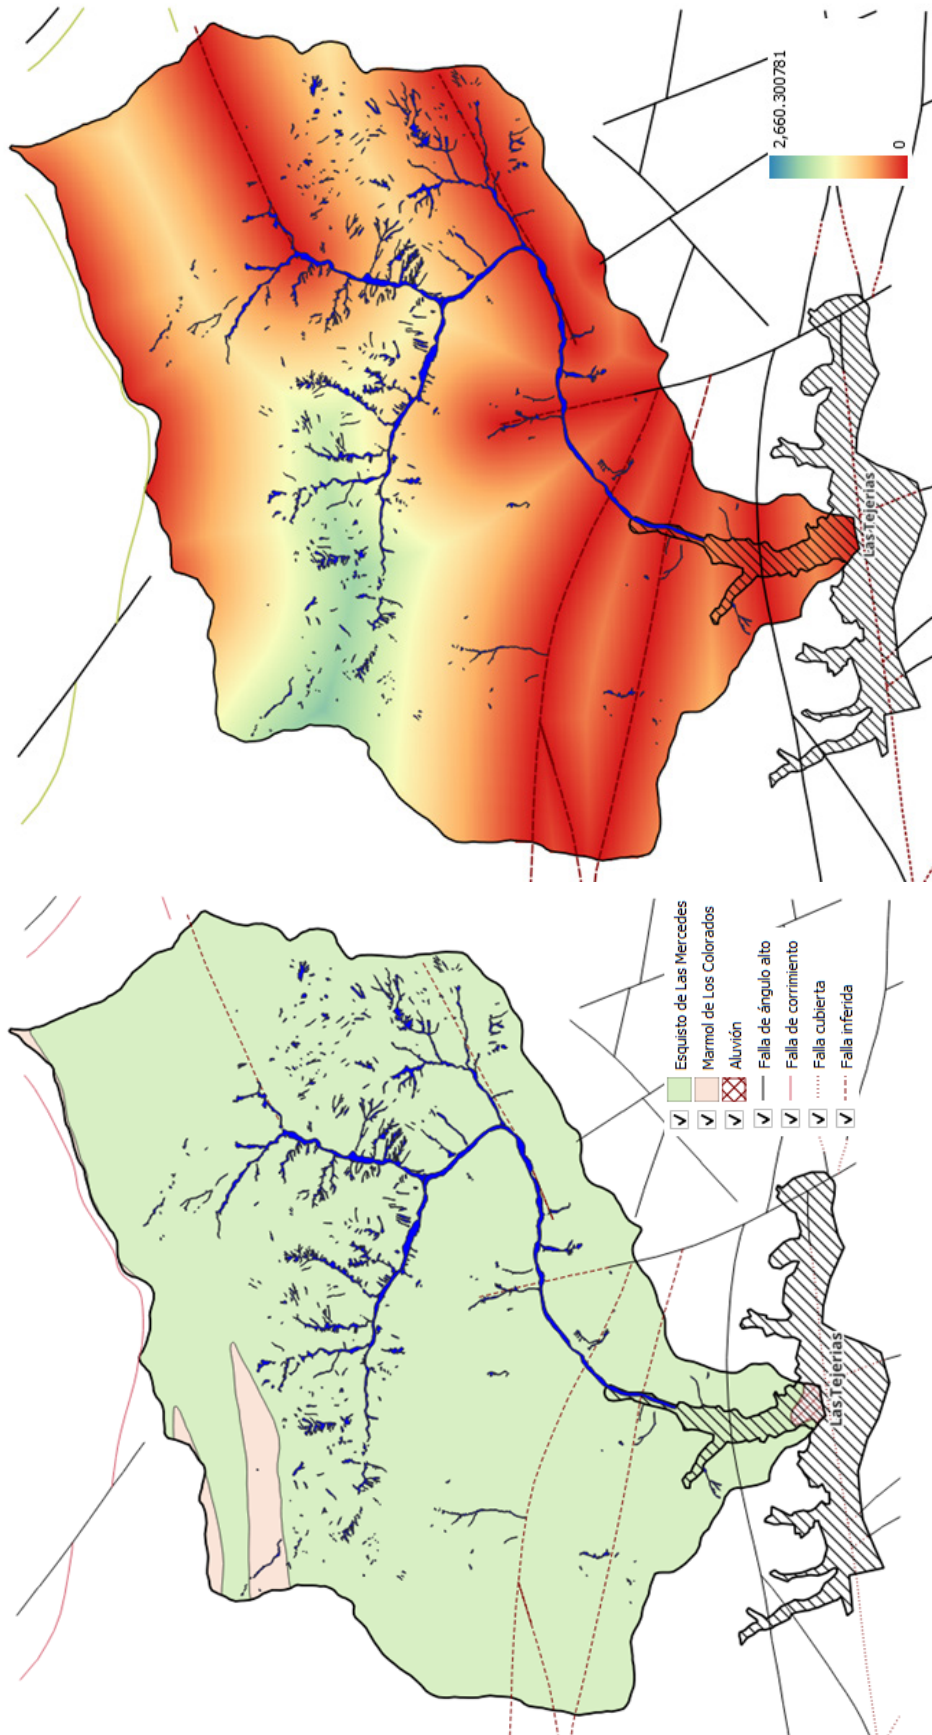 2,660.300781
0
Las Tejerias
Esquisto de Las Mercedes
Marmol de Los Colorados
Aluvión
Falla de ángulo alto
Falla de corrimiento
Falla cubierta
Falla inferida
Las Tejerias